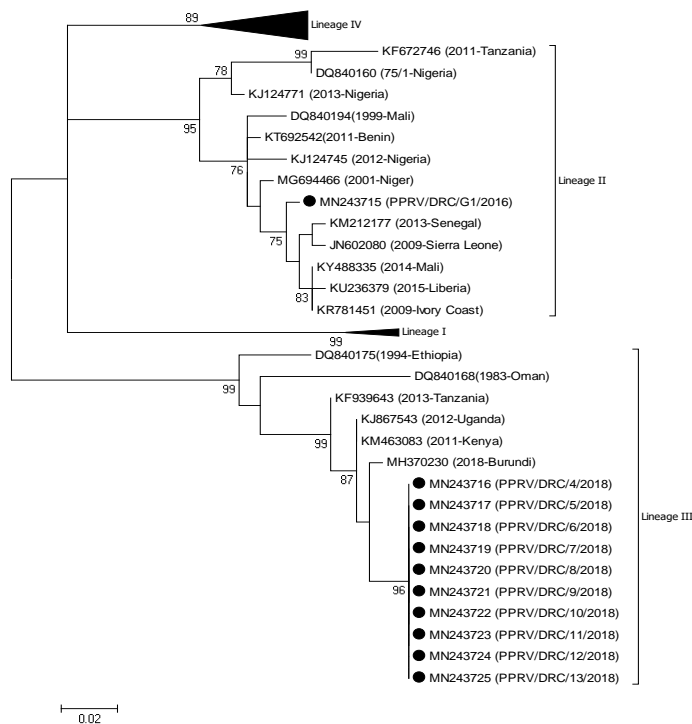 89
Lineage IV
KF672746 (2011-Tanzania)
99
DQ840160 (75/1-Nigeria)
78
KJ124771 (2013-Nigeria)
DQ840194(1999-Mali)
95
KT692542(2011-Benin)
KJ124745 (2012-Nigeria)
76
MG694466 (2001-Niger)
Lineage II
MN243715 (PPRV/DRC/G1/2016)
KM212177 (2013-Senegal)
75
JN602080 (2009-Sierra Leone)
KY488335 (2014-Mali)
KU236379 (2015-Liberia)
83
KR781451 (2009-Ivory Coast)
Lineage I
99
DQ840175(1994-Ethiopia)
DQ840168(1983-Oman)
99
KF939643 (2013-Tanzania)
KJ867543 (2012-Uganda)
KM463083 (2011-Kenya)
99
MH370230 (2018-Burundi)
87
MN243716 (PPRV/DRC/4/2018)
MN243717 (PPRV/DRC/5/2018)
Lineage III
MN243718 (PPRV/DRC/6/2018)
MN243719 (PPRV/DRC/7/2018)
MN243720 (PPRV/DRC/8/2018)
MN243721 (PPRV/DRC/9/2018)
96
MN243722 (PPRV/DRC/10/2018)
MN243723 (PPRV/DRC/11/2018)
MN243724 (PPRV/DRC/12/2018)
MN243725 (PPRV/DRC/13/2018)
0.02